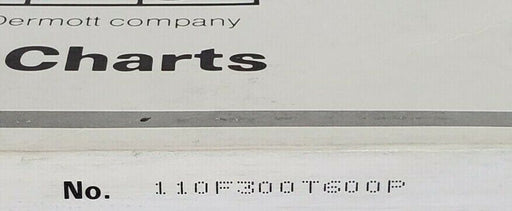 Dermott company
Charts
No. 110F300T600P